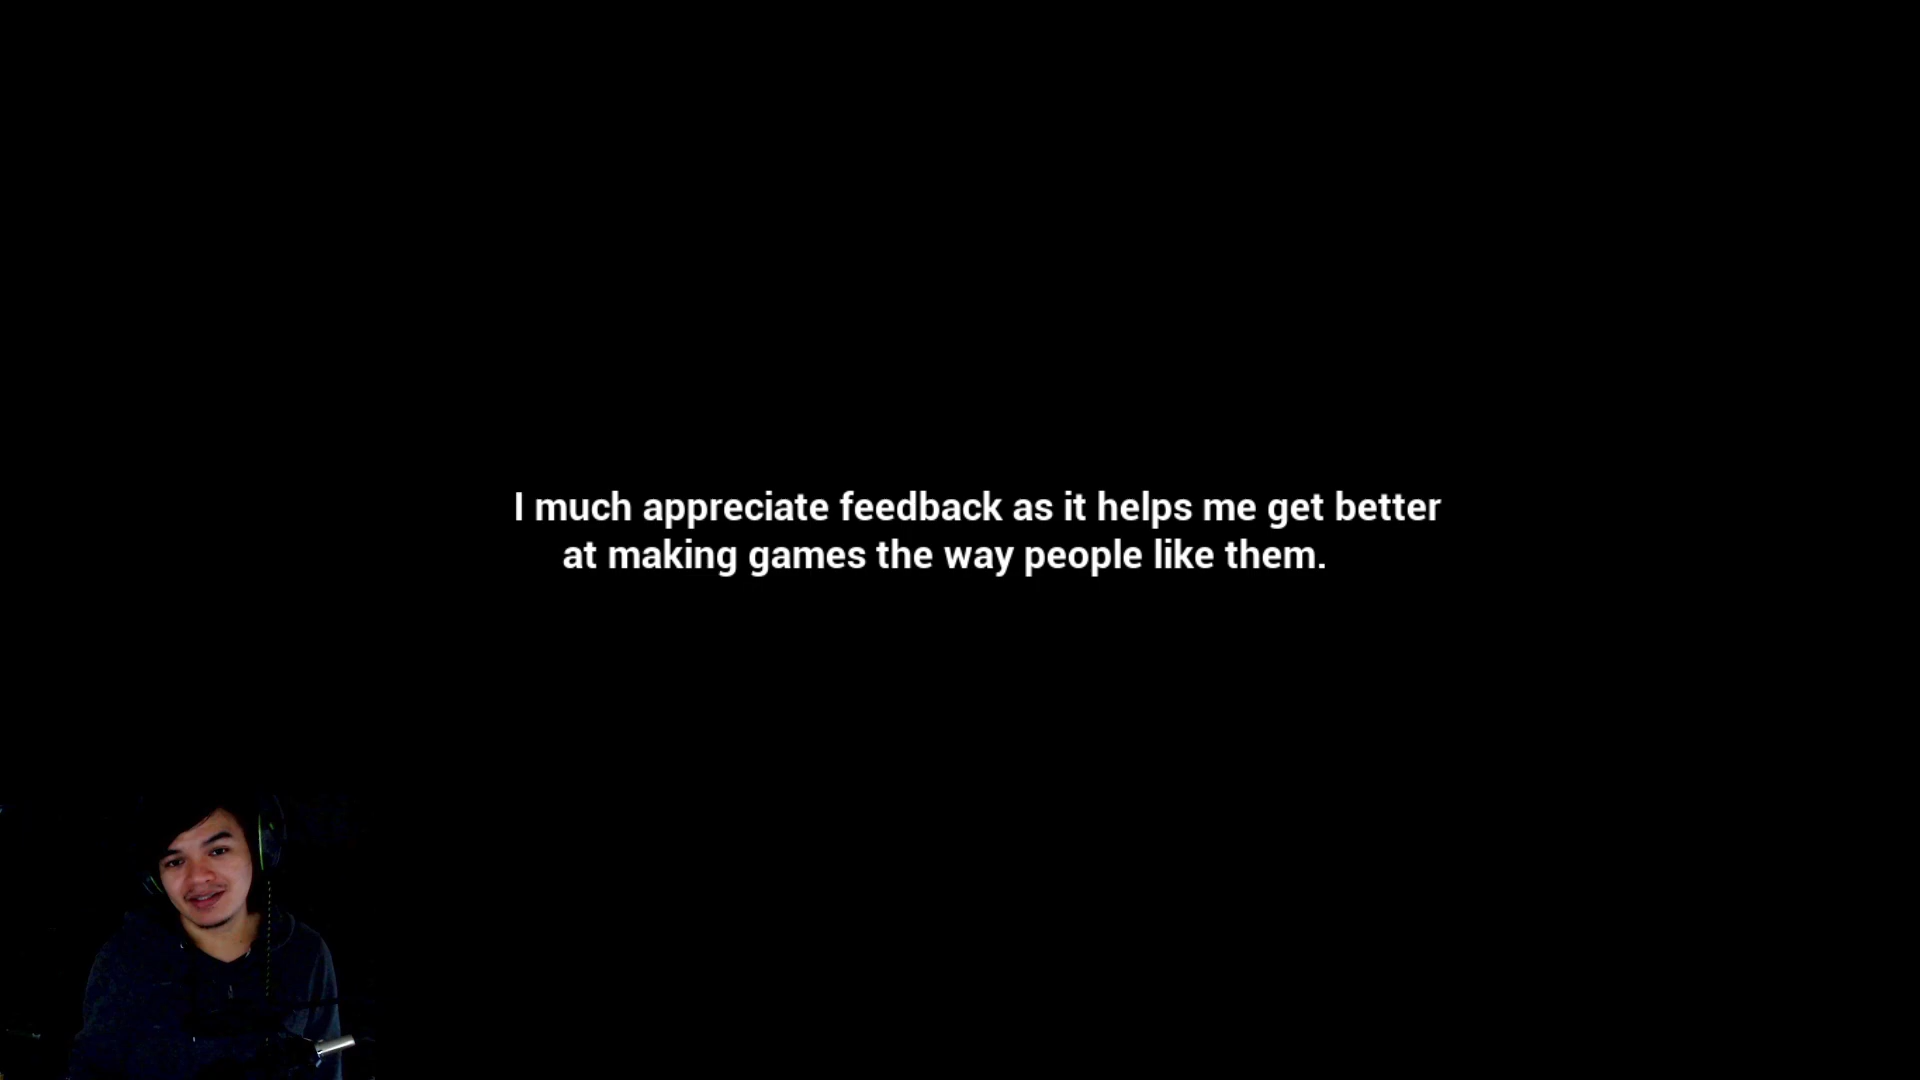 I much appreciate feedback as it helps me get better
at making games the way people like them.